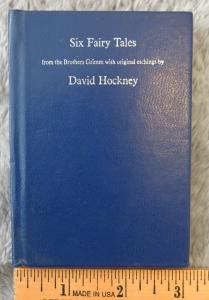 Six Fairy Tales
from the Brothers Grimm with original etchings by
David Hockney
1
2
3
MADE IN USA